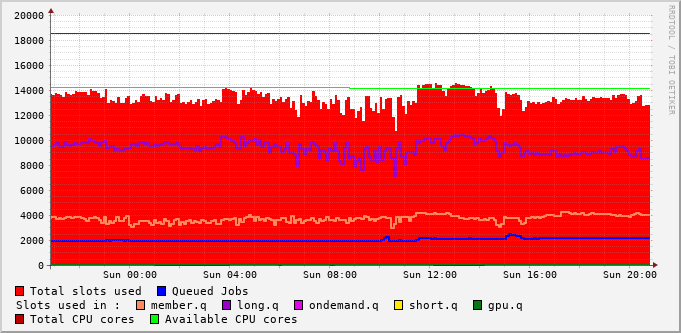 RRDTOOL / TOBI OETIKER
20000
18000
16000
14000
12000
10000
8000
6000
4000
2000
0
Sun 00:00 Sun 04:00 Sun 08:00 Sun 12:00 Sun 16:00 Sun 20:00
Total slots used Queued Jobs
Slots used in : member.q long.q ondemand.q short.q gpu.q
Total CPU cores Available CPU cores